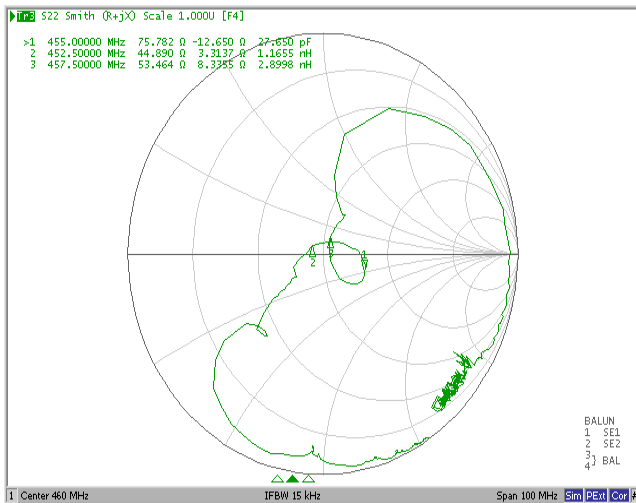 Tr3 S22 Smith (R+jX) Scale 1.000U [F4]
>1 455.00000 MHz 75.782 Ω -12.650 Ω 27.650 pF
2 452.50000 MHz 44.890 Ω 3.3137 Ω 1.1655 nH
3 457.50000 MHz 53.464 Ω 8.3355 Ω 2.8998 nH
2
BALUN
1 SE1
2 SE2
3
4 BAL
1 Center 460 MHz IFBW 15 kHz Span 100 MHz Sim PExt Cor #